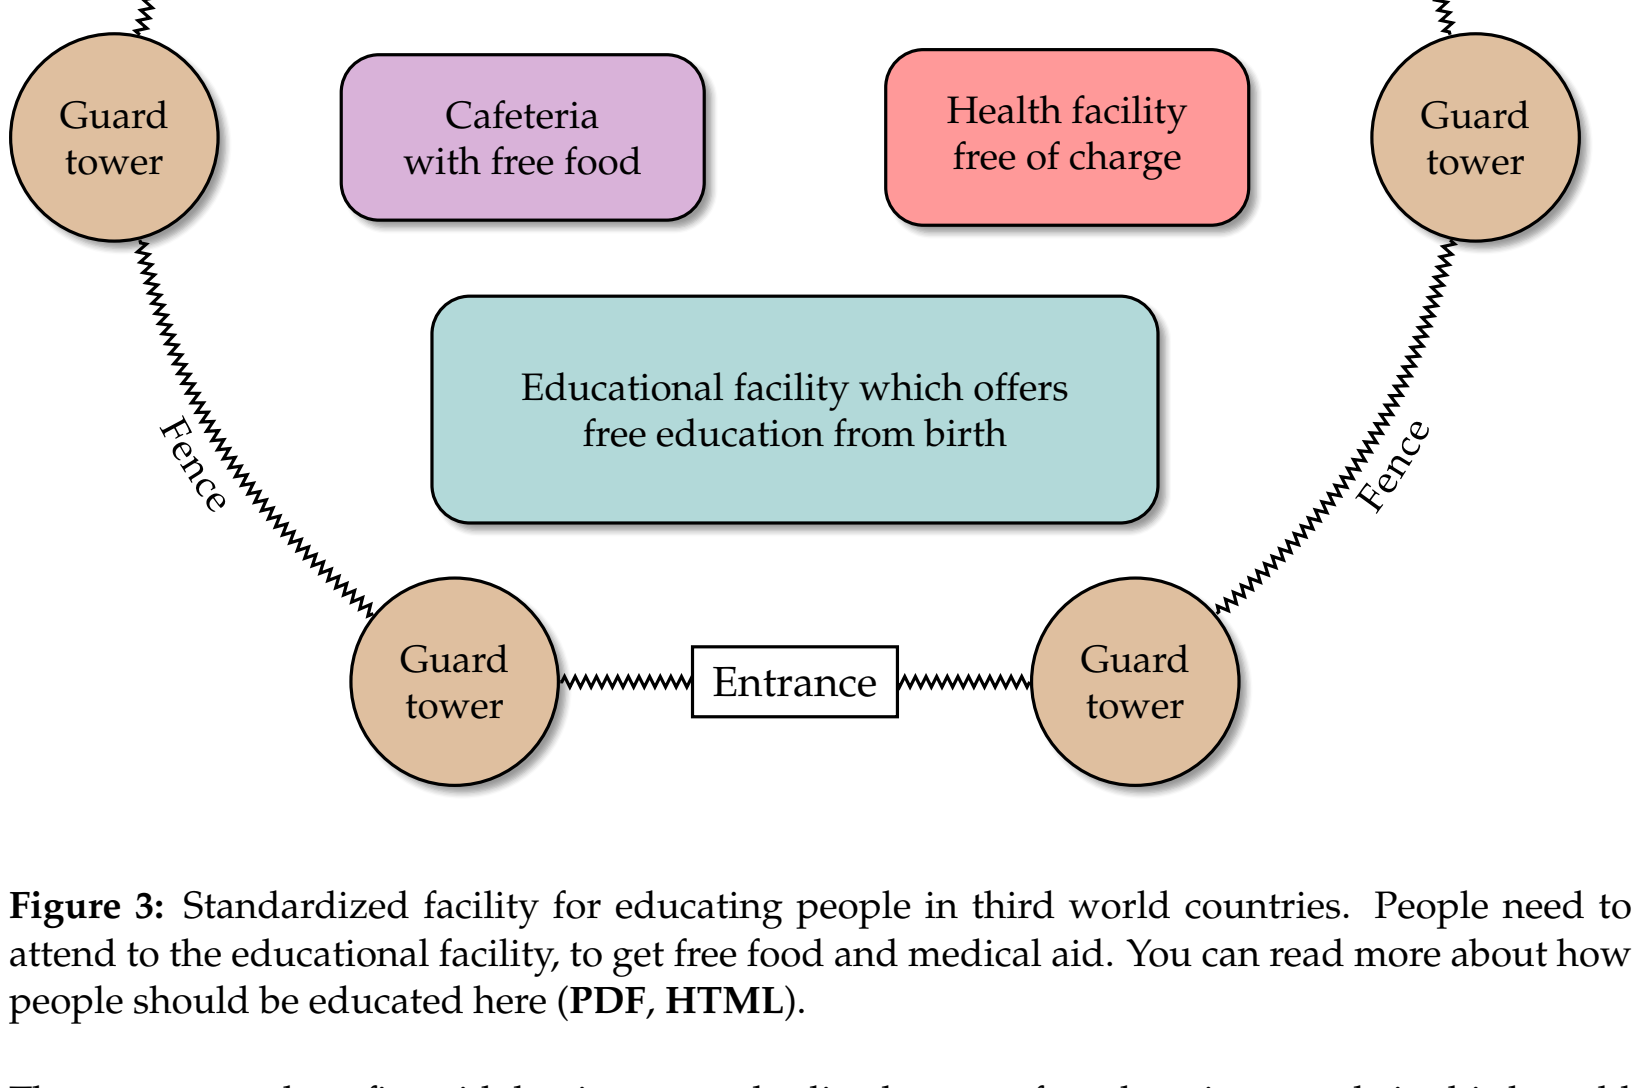 Guard
tower
Cafeteria
with free food
Health facility
free of charge
Guard
tower
Educational facility which offers
free education from birth
Fence
Fence
Guard
tower
Entrance
Guard
tower
Figure 3: Standardized facility for educating people in third world countries. People need to
attend to the educational facility, to get free food and medical aid. You can read more about how
people should be educated here (PDF, HTML).